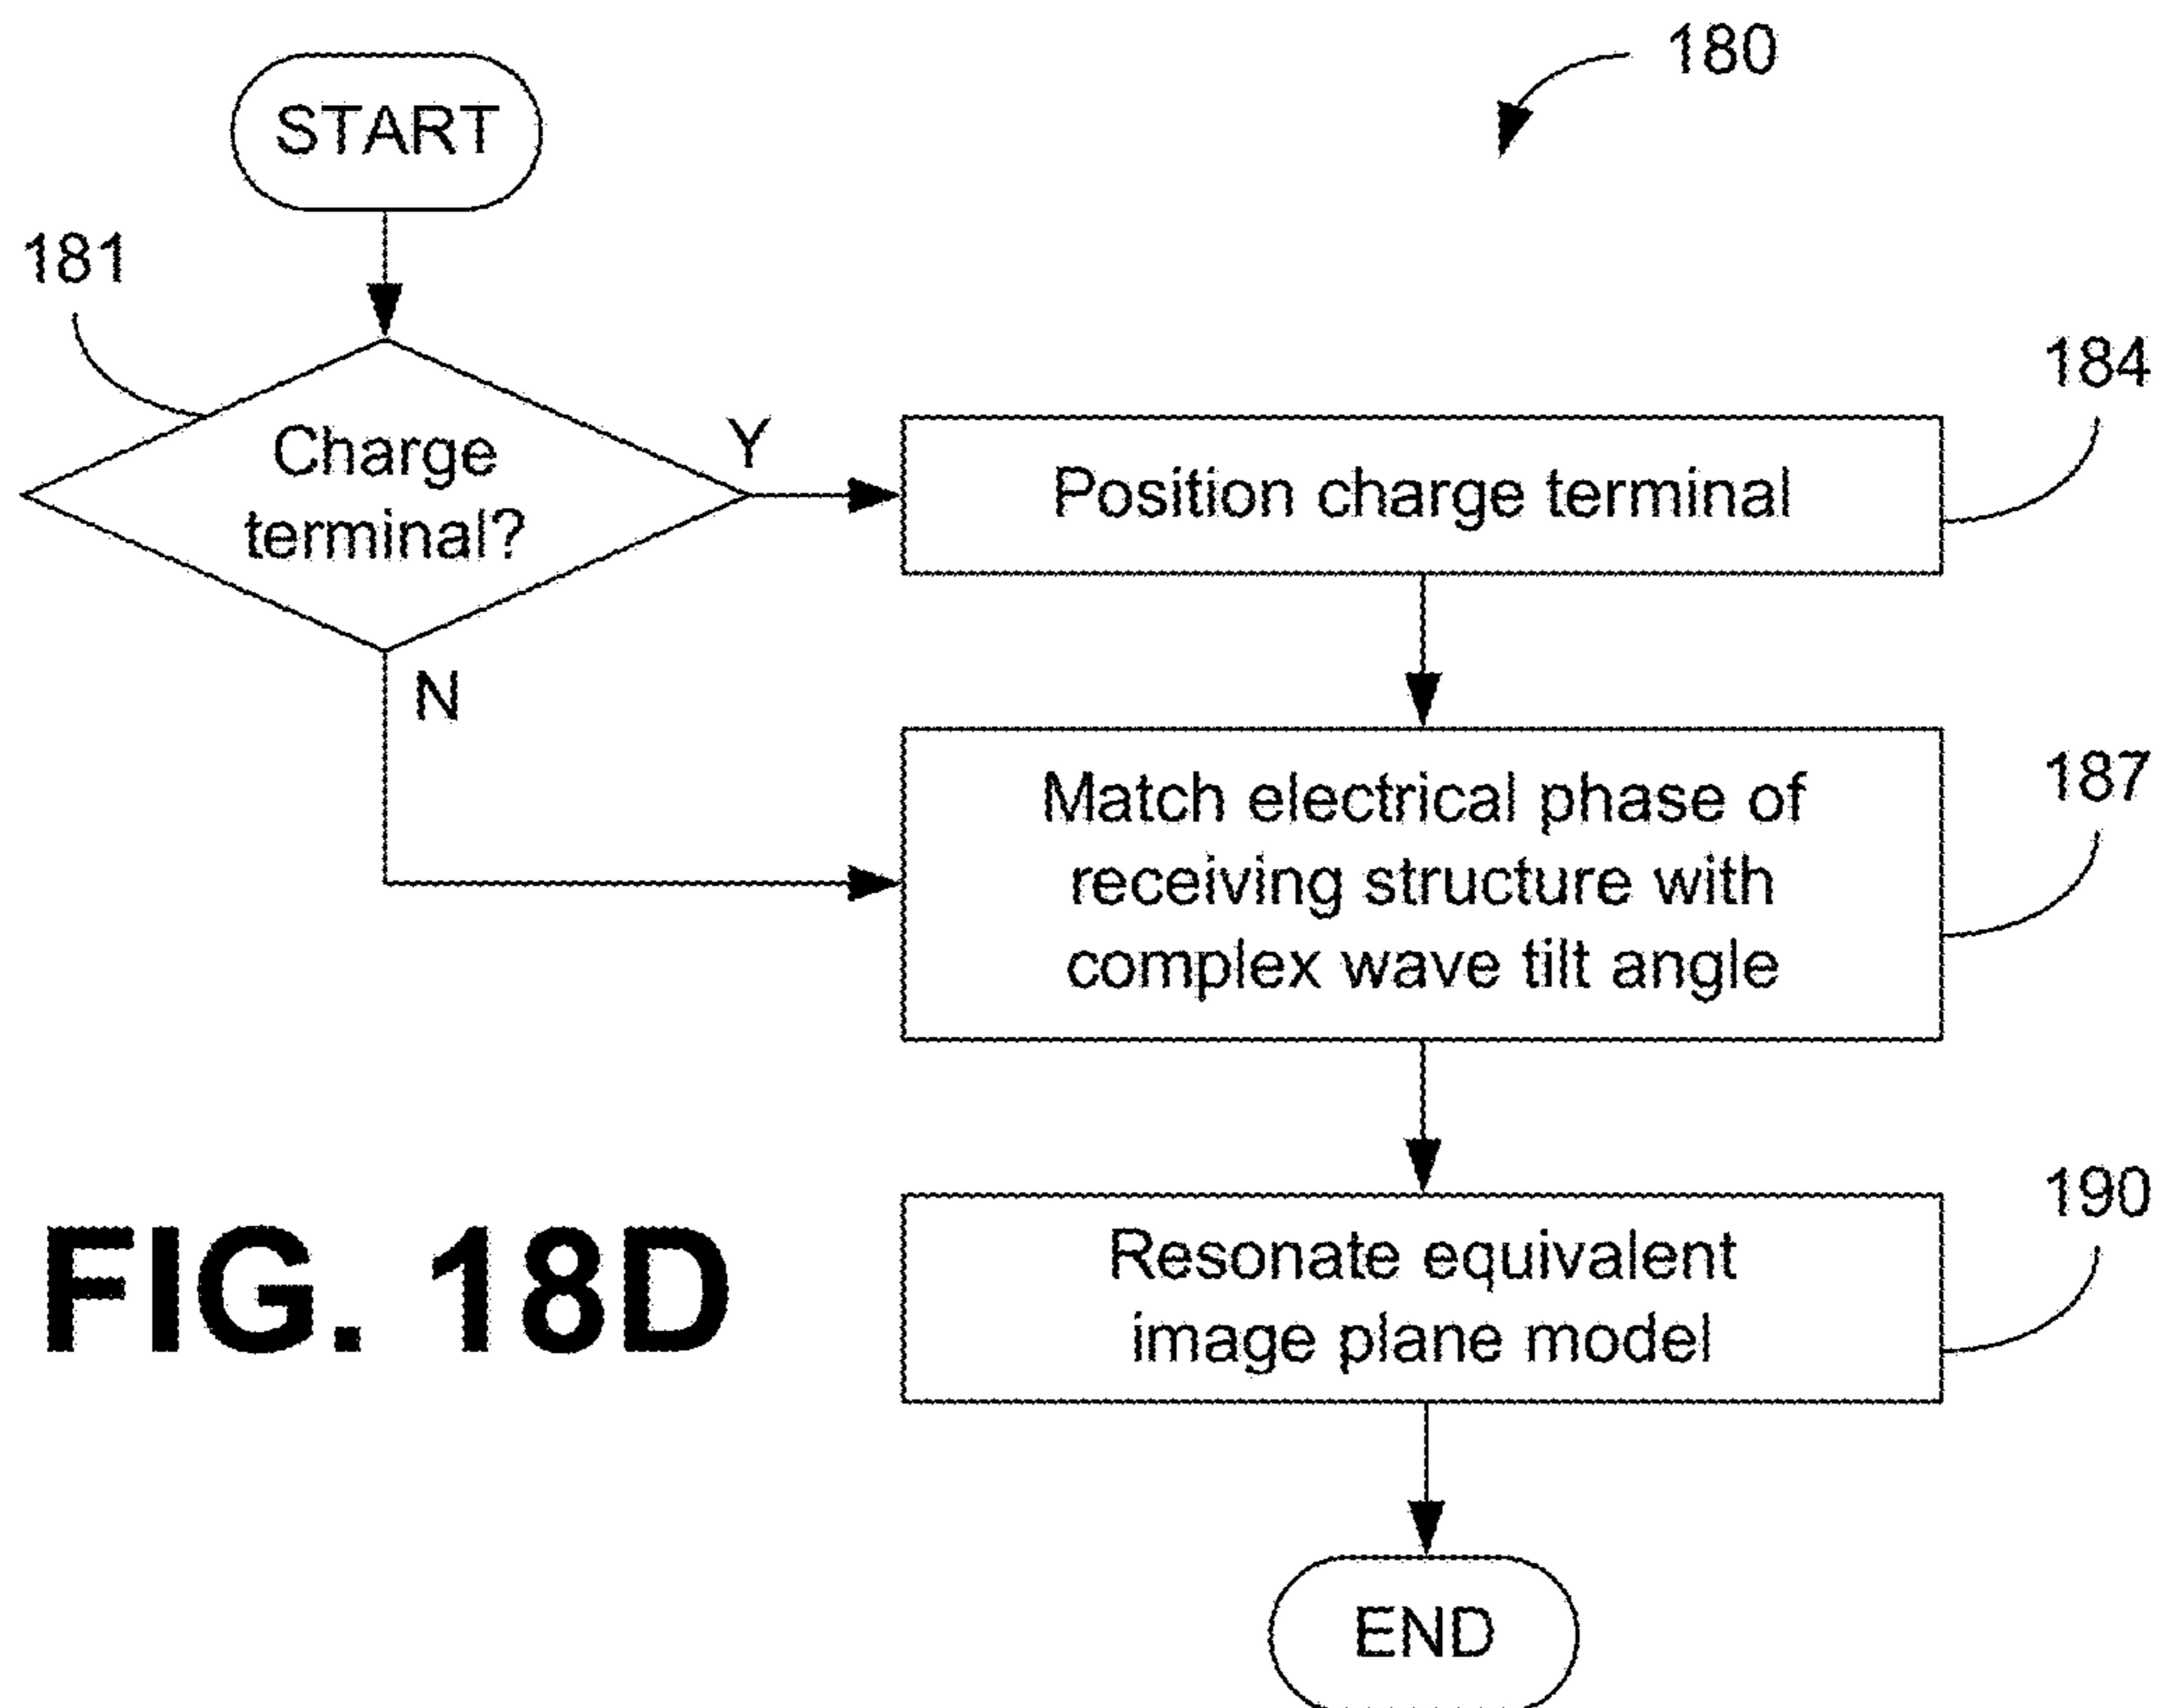 180
START
181
Charge
terminal?
Y
N
184
Position charge terminal
187
Match electrical phase of
receiving structure with
complex wave tilt angle
190
Resonate equivalent
image plane model
END
FIG. 18D